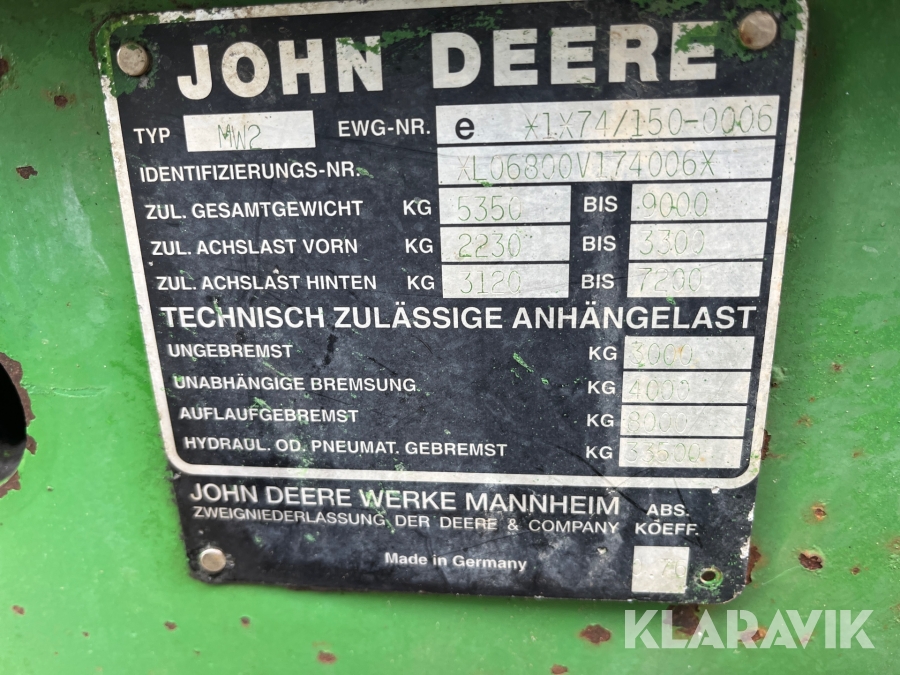 JOHN DEERE
TYP MW2 EWG-NR. e *1*74/150-0006
IDENTIFIZIERUNGS-NR. *L06800V174006*
ZUL. GESAMTGEWICHT KG 5350 BIS 9000
ZUL. ACHSLAST VORN KG 2230 BIS 3300
ZUL. ACHSLAST HINTEN KG 3120 BIS 7200
TECHNISCH ZULÄSSIGE ANHÄNGELAST
UNGEBREMST KG 3000
UNABHÄNGIGE BREMSUNG KG 4000
AUFLAUFGEBREMST KG 8000
HYDRAUL. OD. PNEUMAT. GEBREMST KG
JOHN DEERE WERKE MANNHEIM ABS.
ZWEIGNIEDERLASSUNG DER DEERE & COMPANY KOEFF.
Made in Germany
KLARAVIK